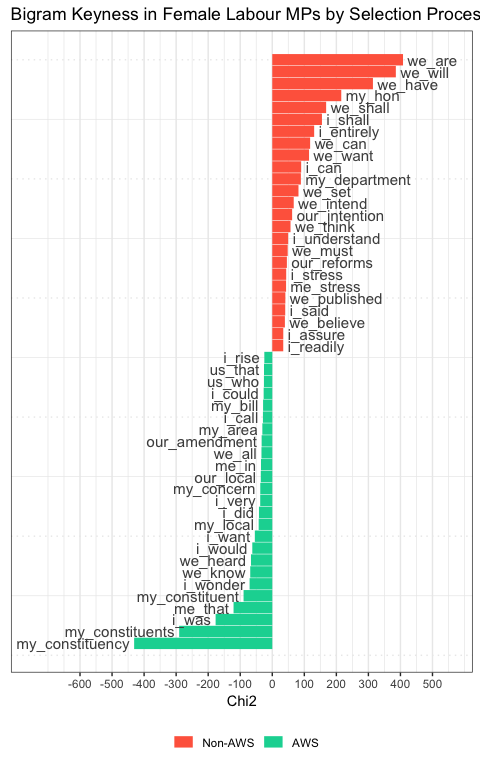 Bigram Keyness in Female Labour MPs by Selection Proces
we_are
we_will
we_have
my_hon
we_shall
i_shall
i_entirely
we_can
we_want
i_can
my_department
we_set
we_intend
our_intention
we_think
i_understand
we_must
our_reforms
i_stress
me_stress
we_published
i_said
we_believe
i_assure
i_readily
i_rise
us_that
us_who
i_could
my_bill
i_call
my_area
our_amendment
we_all
me_in
our_local
my_concern
i_very
i_did
my_local
i_want
i_would
we_heard
we_know
i_wonder
my_constituent
me_that
i_was
my_constituents
my_constituency
-600 -500 -400 -300 -200 -100 0 100 200 300 400 500
Chi2
Non-AWS AWS